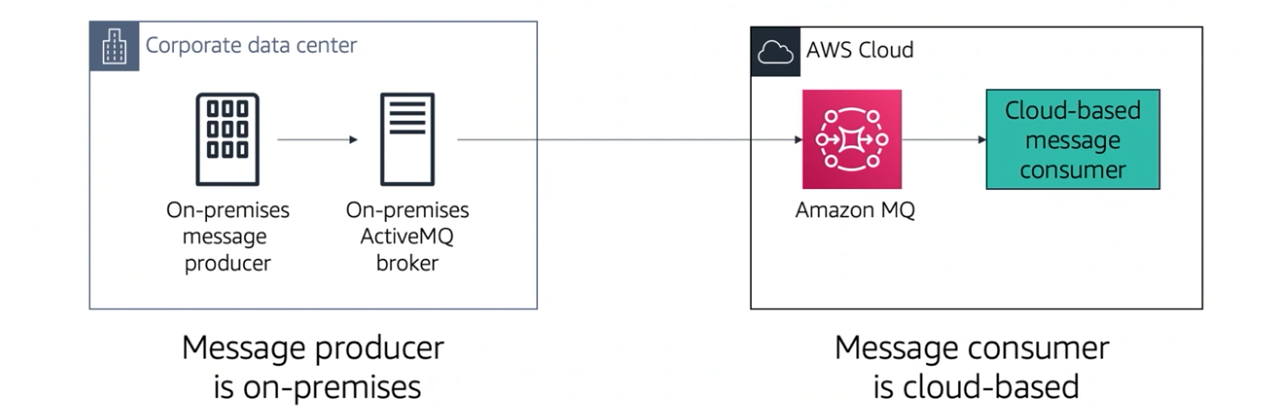 Corporate data center
On-premises
message
producer
On-premises
ActiveMQ
broker
Message producer
is on-premises
AWS Cloud
Amazon MQ
Cloud-based
message
consumer
Message consumer
is cloud-based